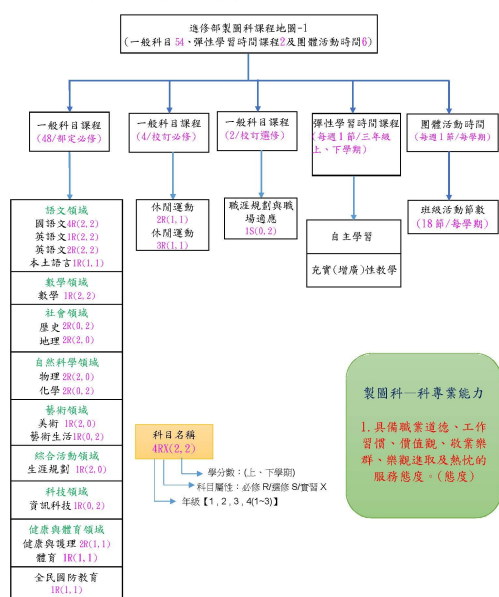 進修部製圖科課程地圖-1
(一般科目54、彈性學習時間課程2及團體活動時間6)
一般科目課程
(48/部定必修)
一般科目課程
(4/校訂必修)
一般科目課程
(2/校訂選修)
彈性學習時間課程
(每週1節/三年級
上、下學期)
團體活動時間
(每週1節/每學期)
語文領域
國語文4R(2,2)
英語文1R(2,2)
英語文2R(2,2)
本土語言1R(1,1)
數學領域
數學 1R(2,2)
社會領域
歷史 2R(0,2)
地理 2R(2,0)
自然科學領域
物理 2R(2,0)
化學 2R(0,2)
藝術領域
美術 1R(2,0)
藝術生活1R(0,2)
綜合活動領域
生涯規劃 1R(2,0)
科技領域
資訊科技1R(0,2)
健康與體育領域
健康與護理 2R(1,1)
體育 1R(1,1)
全民國防教育
1R(1,1)
休閒運動
2R(1,1)
休閒運動
3R(1,1)
職涯規劃與職
場適應
1S(0,2)
自主學習
充實(增廣)性教學
班級活動節數
(18節/每學期)
科目名稱
4RX(2,2)
學分數：(上、下學期)
科目屬性：必修 R/選修 S/實習 X
年級【1,2,3,4(1~3)】
製圖科—科專業能力
1.具備職業道德、工作
習慣、價值觀、敬業樂
群、樂觀進取及熱忱的
服務態度。(態度)